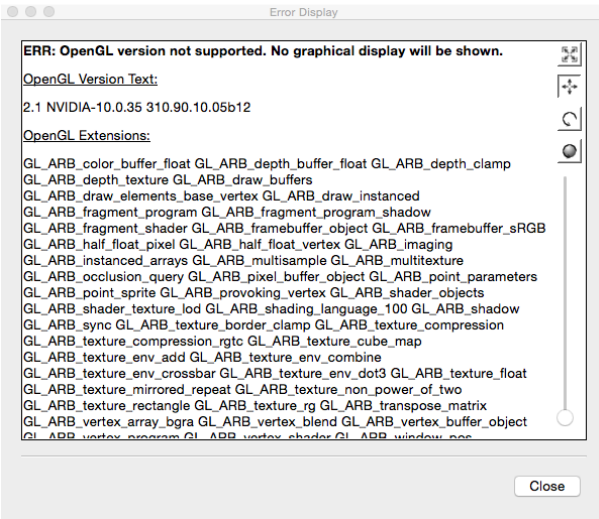 Error Display
ERR: OpenGL version not supported. No graphical display will be shown.
OpenGL Version Text:
2.1 NVIDIA-10.0.35 310.90.10.05b12
OpenGL Extensions:
GL_ARB_color_buffer_float GL_ARB_depth_buffer_float GL_ARB_depth_clamp
GL_ARB_depth_texture GL_ARB_draw_buffers
GL_ARB_draw_elements_base_vertex GL_ARB_draw_instanced
GL_ARB_fragment_program GL_ARB_fragment_program_shadow
GL_ARB_fragment_shader GL_ARB_framebuffer_object GL_ARB_framebuffer_sRGB
GL_ARB_half_float_pixel GL_ARB_half_float_vertex GL_ARB_imaging
GL_ARB_instanced_arrays GL_ARB_multisample GL_ARB_multitexture
GL_ARB_occlusion_query GL_ARB_pixel_buffer_object GL_ARB_point_parameters
GL_ARB_point_sprite GL_ARB_provoking_vertex GL_ARB_shader_objects
GL_ARB_shader_texture_lod GL_ARB_shading_language_100 GL_ARB_shadow
GL_ARB_sync GL_ARB_texture_border_clamp GL_ARB_texture_compression
GL_ARB_texture_compression_rgtc GL_ARB_texture_cube_map
GL_ARB_texture_env_add GL_ARB_texture_env_combine
GL_ARB_texture_env_crossbar GL_ARB_texture_env_dot3 GL_ARB_texture_float
GL_ARB_texture_mirrored_repeat GL_ARB_texture_non_power_of_two
GL_ARB_texture_rectangle GL_ARB_texture_rg GL_ARB_transpose_matrix
GL_ARB_vertex_array_bgra GL_ARB_vertex_blend GL_ARB_vertex_buffer_object
GL_ARB_vertex_program GL_ARB_vertex_shader GL_ARB_window_pos
Close